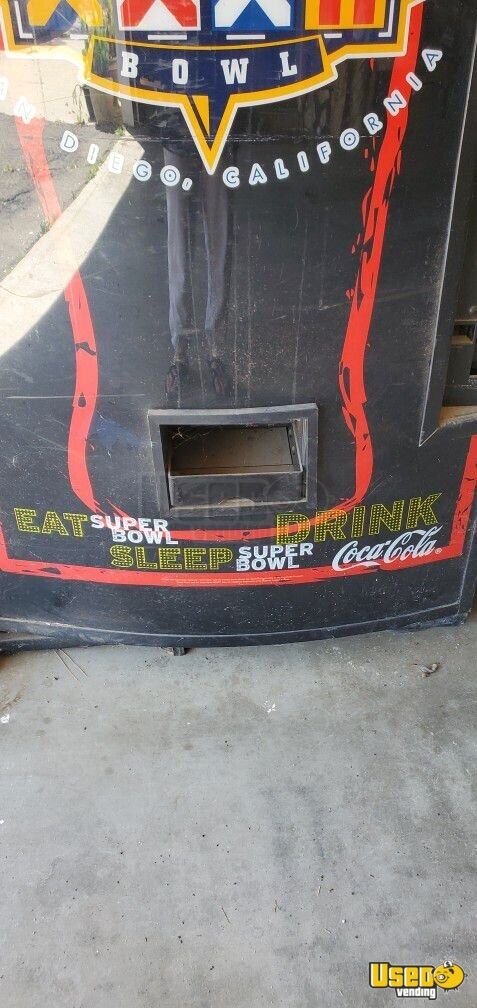 BOWL
DIEGO, CALIFORNIA
EAT SUPER BOWL DRINK
SLEEP SUPER BOWL Coca-Cola®
USED vending